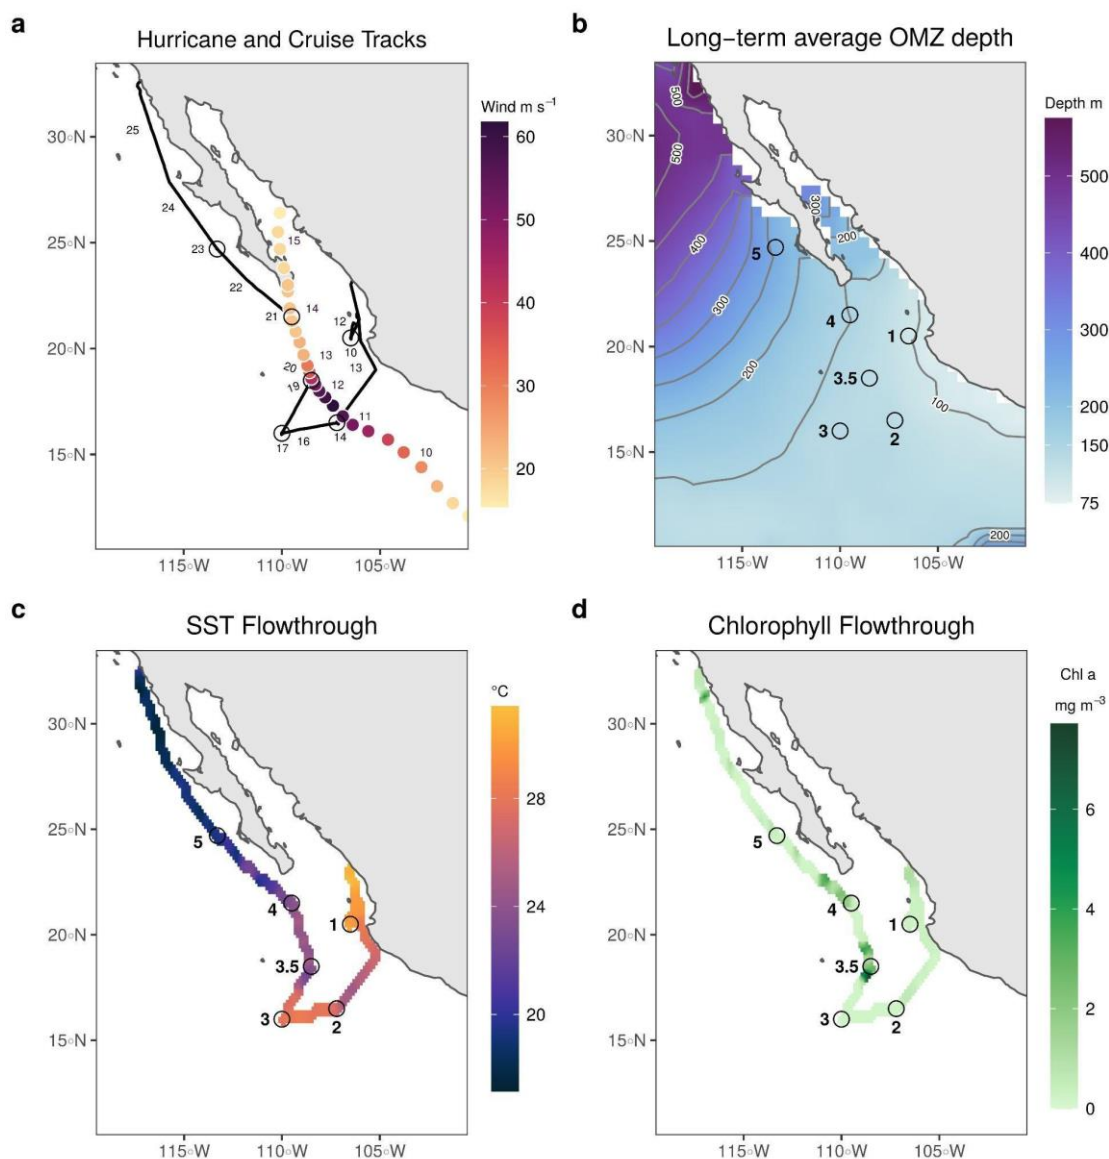 a
Hurricane and Cruise Tracks
Wind m s⁻¹
60
50
40
30
20
30°N
25°N
20°N
15°N
115°W
110°W
105°W
25
24
23
22
21
20
19
17
16
14
15
14
13
12
11
10
12
10
13
b
Long−term average OMZ depth
Depth m
500
400
300
200
150
75
30°N
25°N
20°N
15°N
115°W
110°W
105°W
500
500
400
300
200
300
200
100
200
5
4
1
3.5
3
2
c
SST Flowthrough
°C
28
24
20
30°N
25°N
20°N
15°N
115°W
110°W
105°W
5
4
1
3.5
3
2
d
Chlorophyll Flowthrough
Chl a
mg m⁻³
6
4
2
0
30°N
25°N
20°N
15°N
115°W
110°W
105°W
5
4
1
3.5
3
2